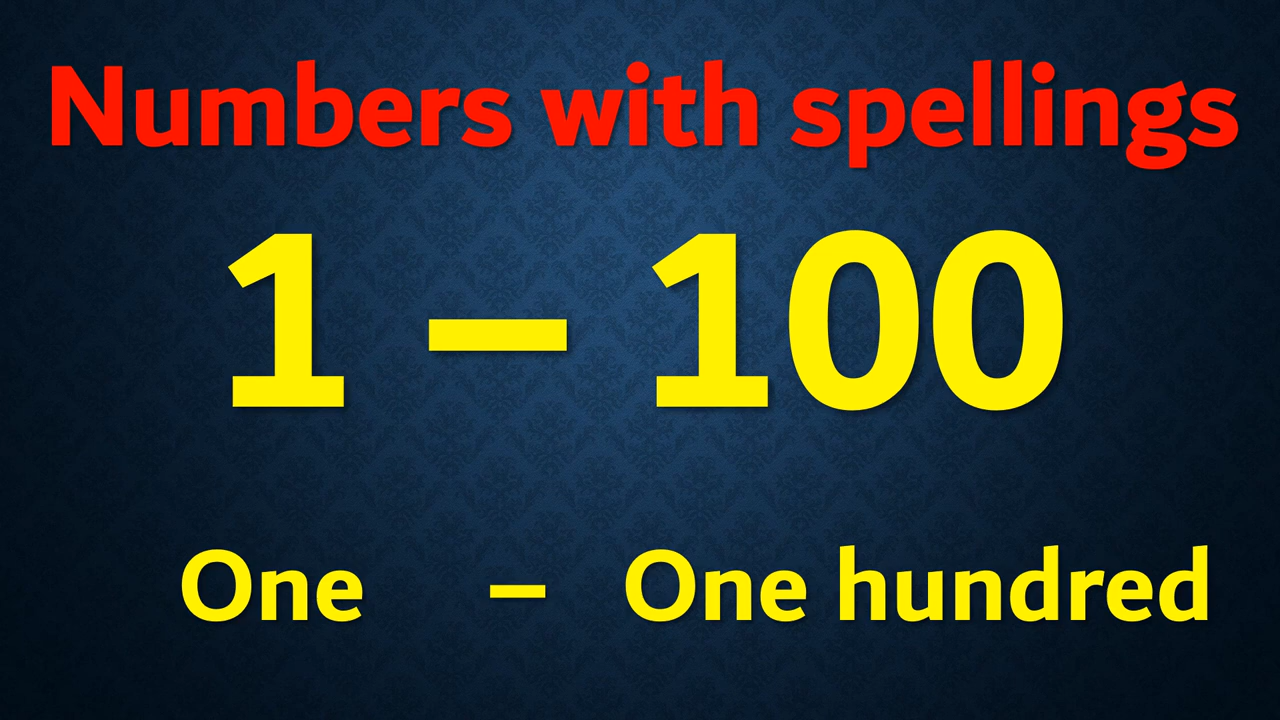 Numbers with spellings
1 – 100
One – One hundred